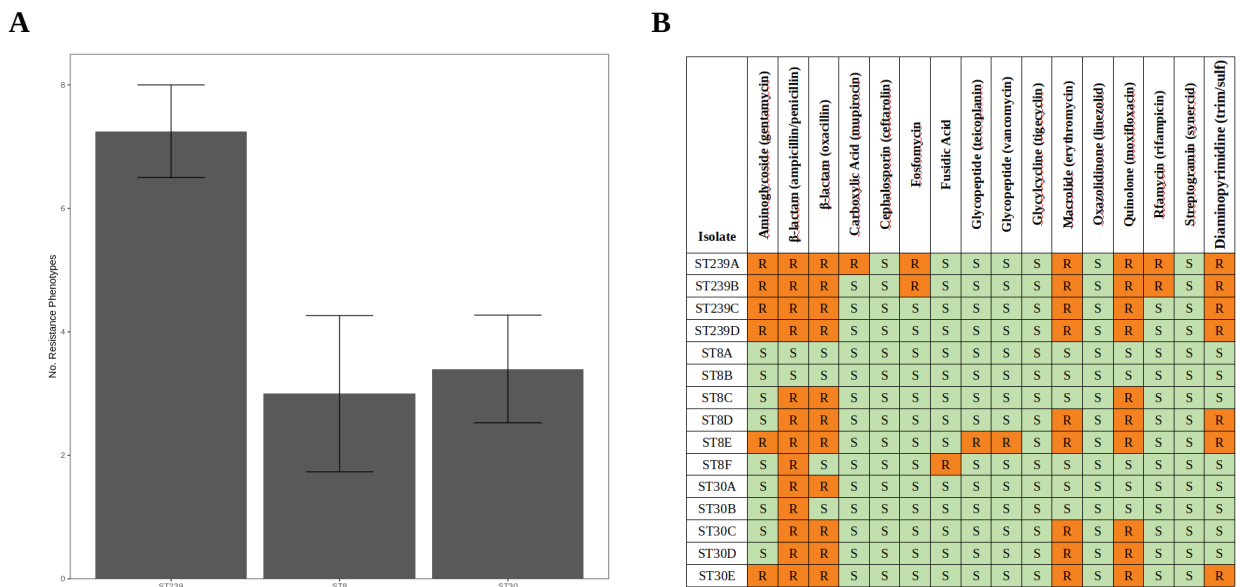 A
B
No. Resistance Phenotypes
8
6
4
2
0
ST239
ST8
ST30
Isolate
Aminoglycoside (gentamycin)
β-lactam (ampicillin/penicillin)
β-lactam (oxacillin)
Carboxylic Acid (mupirocin)
Cephalosporin (ceftarolin)
Fosfomycin
Fusidic Acid
Glycopeptide (teicoplanin)
Glycopeptide (vancomycin)
Glycylcycline (tigecyclin)
Macrolide (erythromycin)
Oxazolidinone (linezolid)
Quinolone (moxifloxacin)
Rfamycin (rifampicin)
Streptogramin (synercid)
Diaminopyrimidine (trim/sulf)
ST239A R R R R S R S S S S R S R R S R
ST239B R R R S S R S S S S R S R R S R
ST239C R R R S S S S S S S R S R S S R
ST239D R R R S S S S S S S R S R S S R
ST8A S S S S S S S S S S S S S S S S
ST8B S S S S S S S S S S S S S S S S
ST8C S R R S S S S S S S S S R S S S
ST8D S R R S S S S S S S R S R S S R
ST8E R R R S S S S R R S R S R S S R
ST8F S R S S S S R S S S S S S S S S
ST30A S R R S S S S S S S S S S S S S
ST30B S R S S S S S S S S S S S S S S
ST30C S R R S S S S S S S R S R S S S
ST30D S R R S S S S S S S R S R S S S
ST30E R R R S S S S S S S R S R S S R